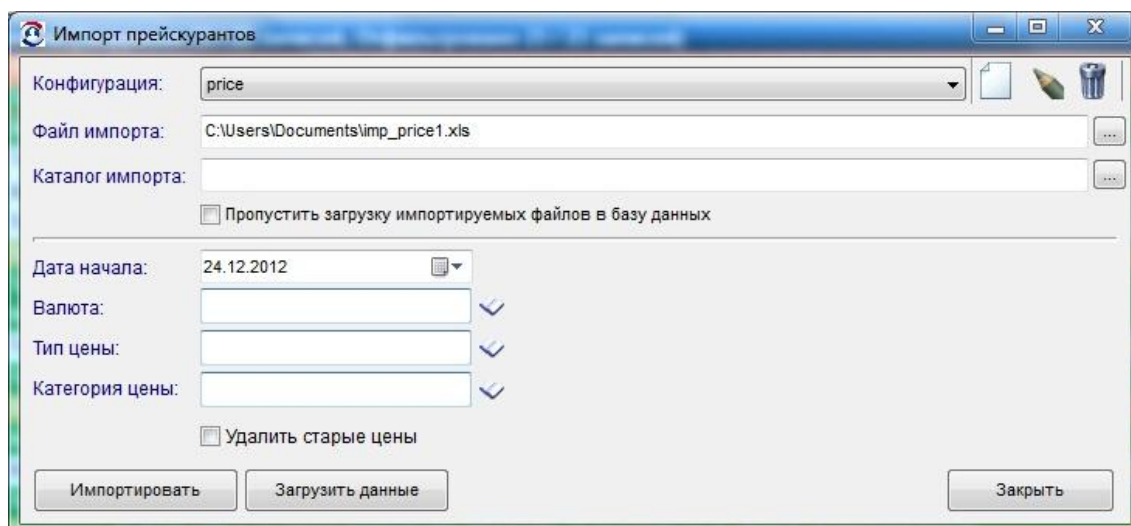 Импорт прейскурантов
Конфигурация: price
Файл импорта: C:\Users\Documents\imp_price1.xls ...
Каталог импорта: ...
Пропустить загрузку импортируемых файлов в базу данных
Дата начала: 24.12.2012
Валюта:
Тип цены:
Категория цены:
Удалить старые цены
Импортировать Загрузить данные Закрыть